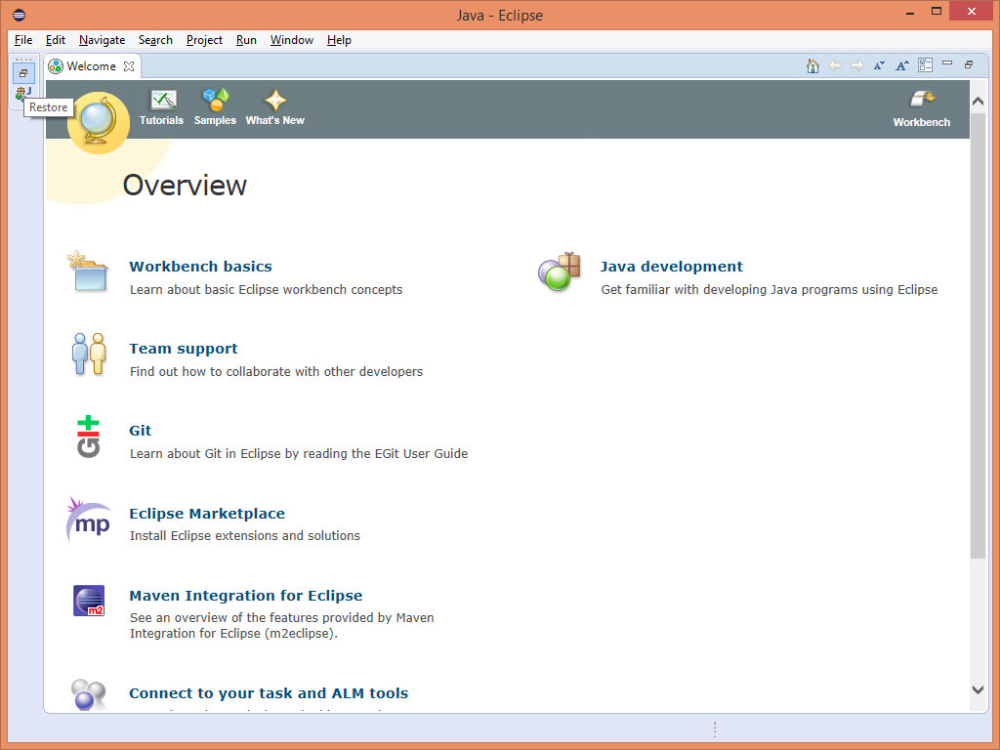 Java - Eclipse
File Edit Navigate Search Project Run Window Help
Welcome
Restore
Tutorials Samples What's New Workbench
Overview
Workbench basics
Learn about basic Eclipse workbench concepts
Java development
Get familiar with developing Java programs using Eclipse
Team support
Find out how to collaborate with other developers
Git
Git
Learn about Git in Eclipse by reading the EGit User Guide
mp
Eclipse Marketplace
Install Eclipse extensions and solutions
m2
Maven Integration for Eclipse
See an overview of the features provided by Maven
Integration for Eclipse (m2eclipse).
Connect to your task and ALM tools